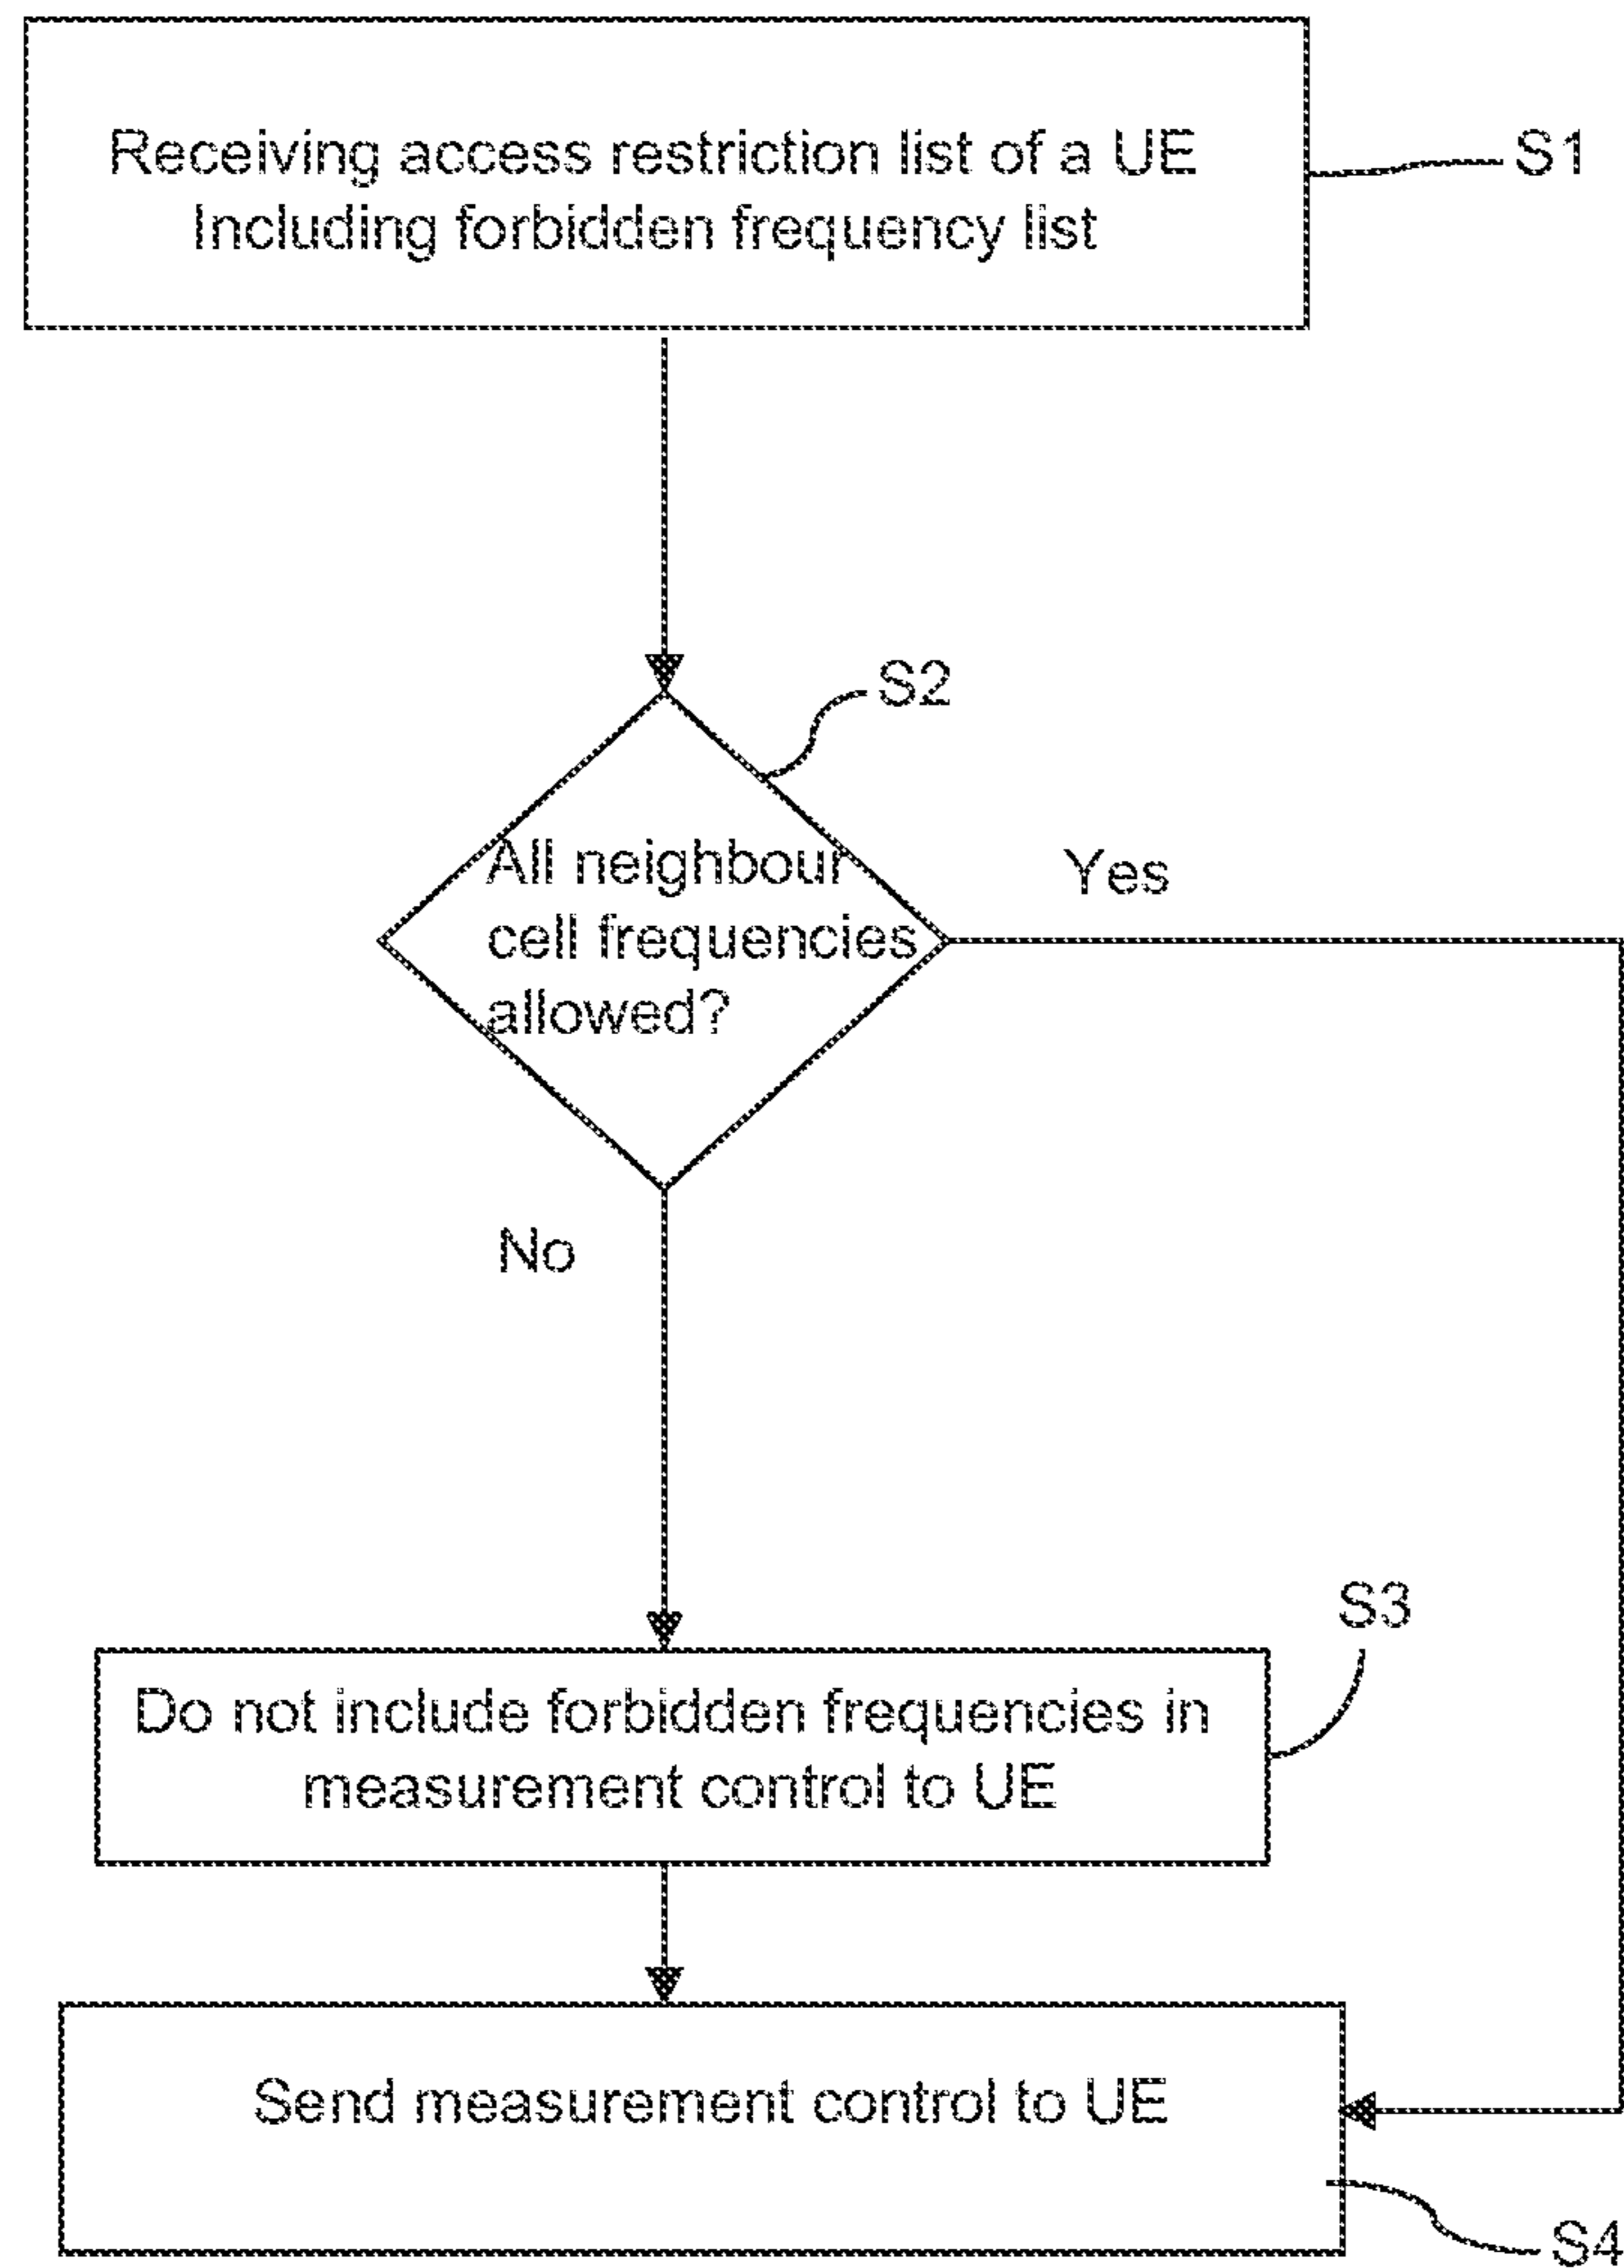 Receiving access restriction list of a UE
Including forbidden frequency list
S1
S2
All neighbour
cell frequencies
allowed?
Yes
No
S3
Do not include forbidden frequencies in
measurement control to UE
Send measurement control to UE
S4